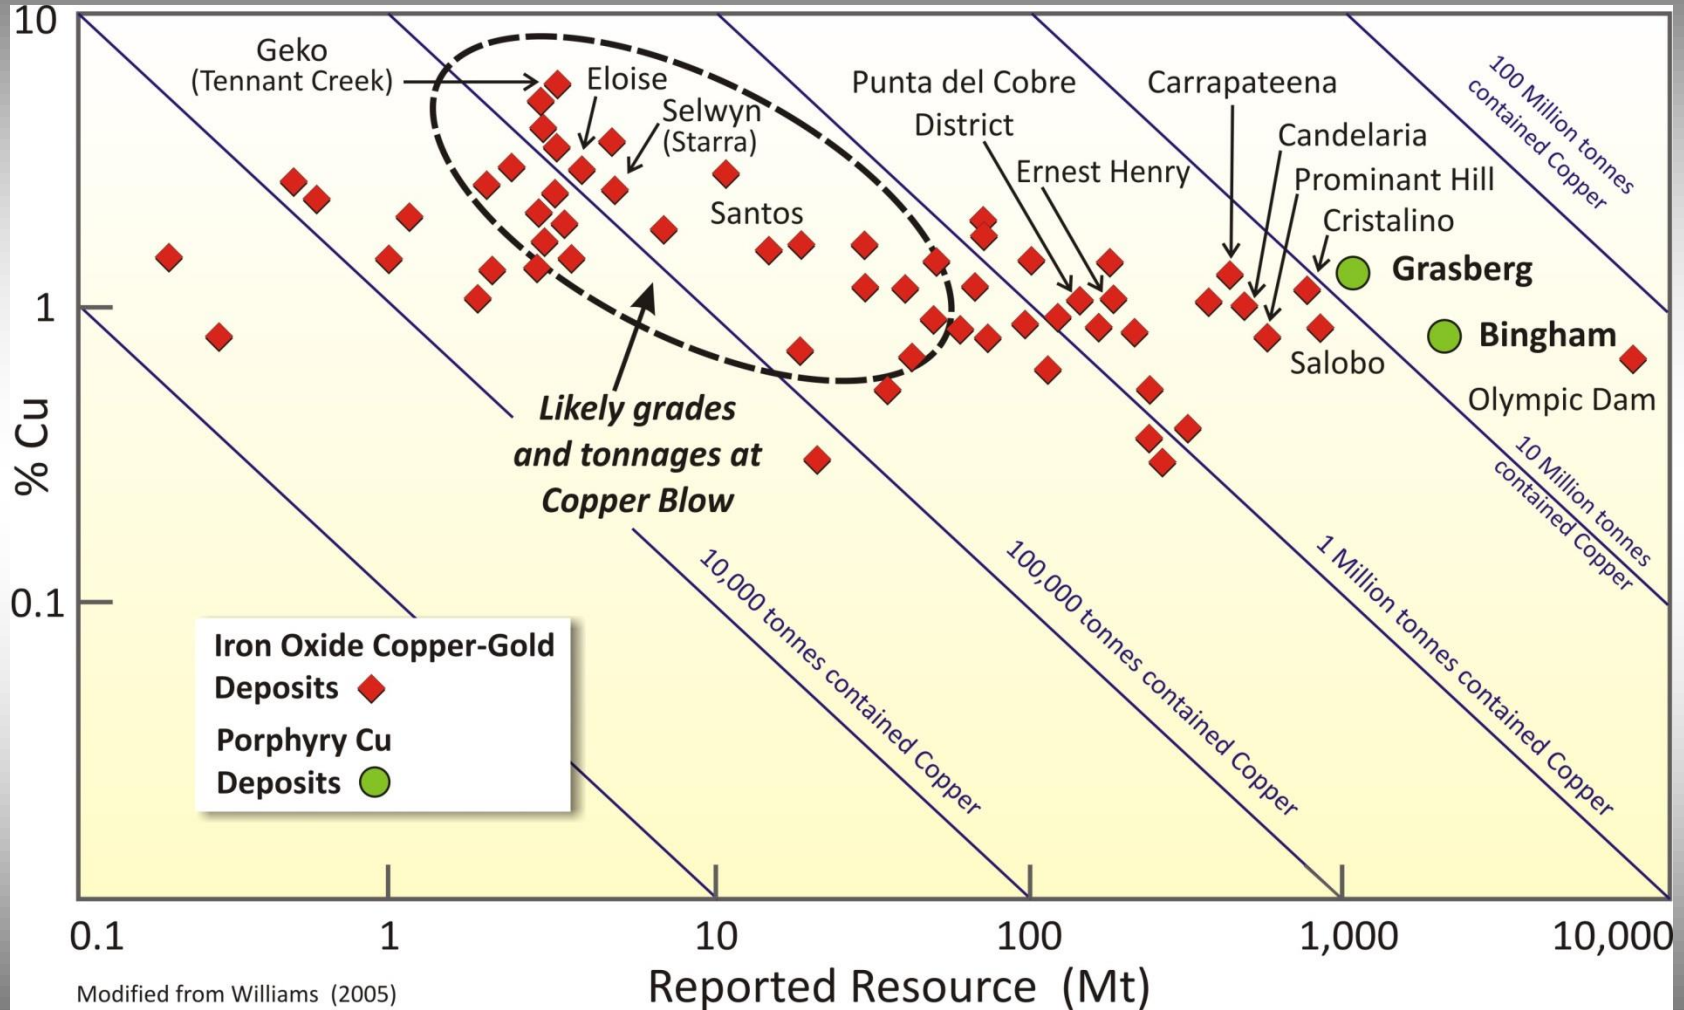 10
1
0.1
% Cu
Geko
(Tennant Creek)
Eloise
Selwyn
(Starra)
Santos
Punta del Cobre
District
Ernest Henry
Carrapateena
Candelaria
Prominant Hill
Cristalino
Grasberg
Bingham
Salobo
Olympic Dam
100 Million tonnes
contained Copper
10 Million tonnes
contained Copper
1 Million tonnes contained Copper
100,000 tonnes contained Copper
10,000 tonnes contained Copper
Likely grades
and tonnages at
Copper Blow
Iron Oxide Copper-Gold
Deposits
Porphyry Cu
Deposits
0.1
1
10
100
1,000
10,000
Reported Resource (Mt)
Modified from Williams (2005)